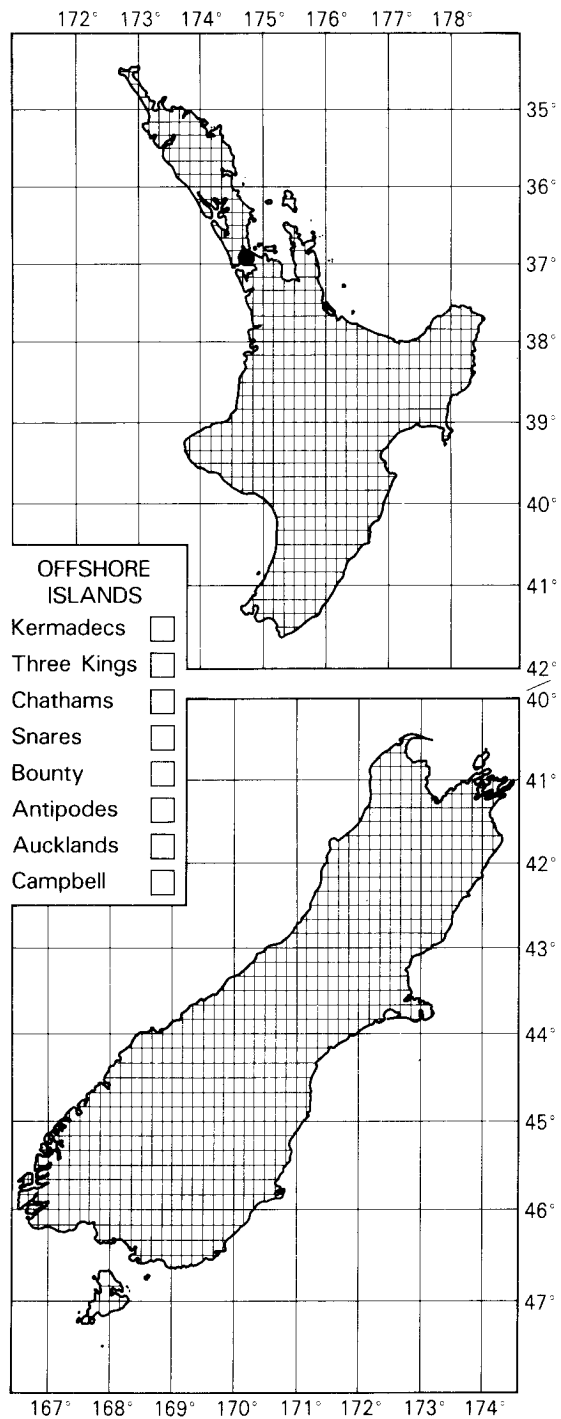 172° 173° 174° 175° 176° 177° 178°
35°
36°
37°
38°
39°
40°
41°
42°
OFFSHORE
ISLANDS
Kermadecs
Three Kings
Chathams
Snares
Bounty
Antipodes
Aucklands
Campbell
40°
41°
42°
43°
44°
45°
46°
47°
167° 168° 169° 170° 171° 172° 173° 174°